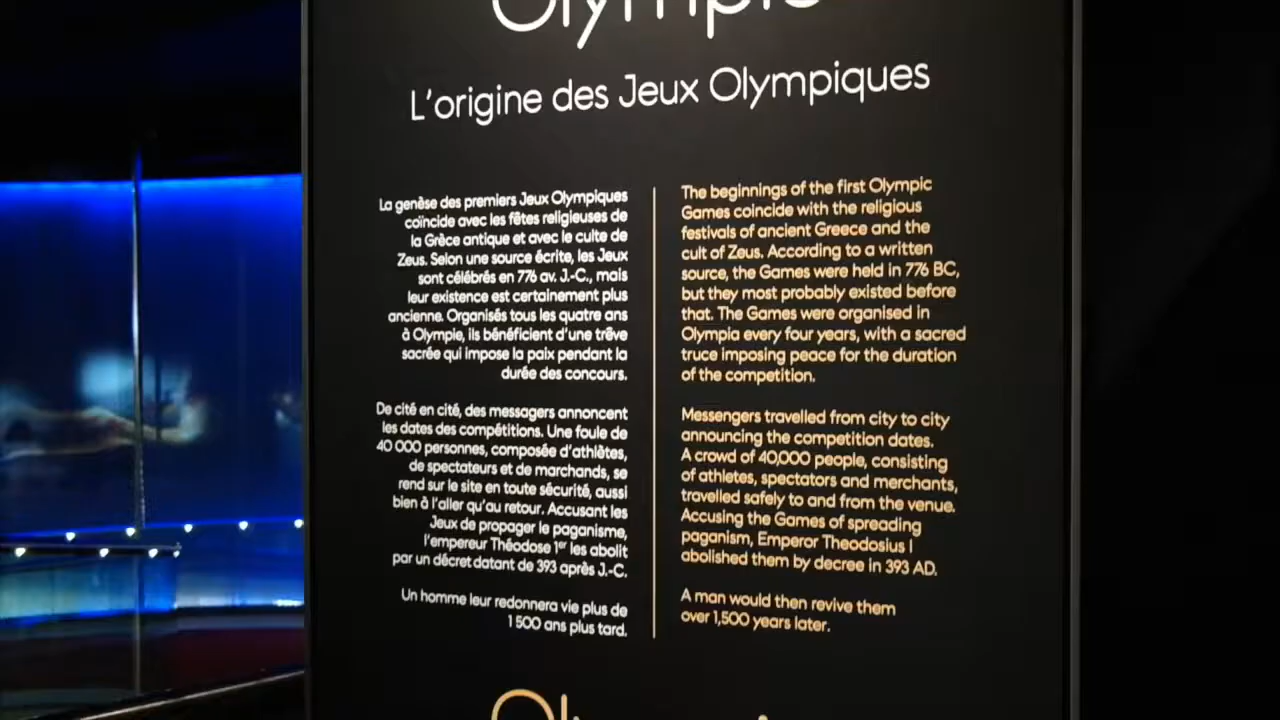 Olympic
L'origine des Jeux Olympiques
La genèse des premiers Jeux Olympiques
coïncide avec les fêtes religieuses de
la Grèce antique et avec le culte de
Zeus. Selon une source écrite, les Jeux
sont célébrés en 776 av. J.-C., mais
leur existence est certainement plus
ancienne. Organisés tous les quatre ans
à Olympie, ils bénéficient d'une trêve
sacrée qui impose la paix pendant la
durée des concours.
De cité en cité, des messagers annoncent
les dates des compétitions. Une foule de
40 000 personnes, composée d'athlètes,
de spectateurs et de marchands, se
rend sur le site en toute sécurité, aussi
bien à l'aller qu'au retour. Accusant les
Jeux de propager le paganisme,
l'empereur Théodose 1er les abolit
par un décret datant de 393 après J.-C.
Un homme leur redonnera vie plus de
1 500 ans plus tard.
The beginnings of the first Olympic
Games coincide with the religious
festivals of ancient Greece and the
cult of Zeus. According to a written
source, the Games were held in 776 BC,
but they most probably existed before
that. The Games were organised in
Olympia every four years, with a sacred
truce imposing peace for the duration
of the competition.
Messengers travelled from city to city
announcing the competition dates.
A crowd of 40,000 people, consisting
of athletes, spectators and merchants,
travelled safely to and from the venue.
Accusing the Games of spreading
paganism, Emperor Theodosius I
abolished them by decree in 393 AD.
A man would then revive them
over 1,500 years later.